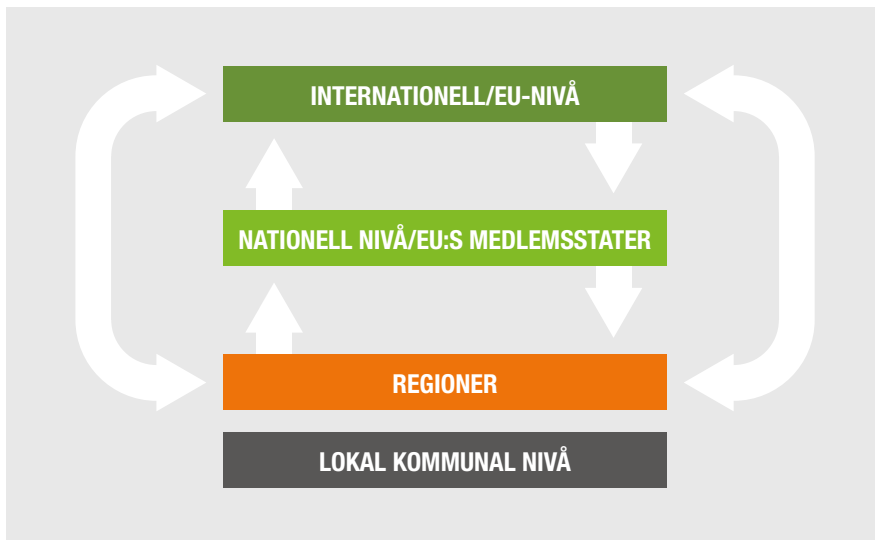 INTERNATIONELL/EU-NIVÅ
NATIONELL NIVÅ/EU:S MEDLEMSSTATER
REGIONER
LOKAL KOMMUNAL NIVÅ